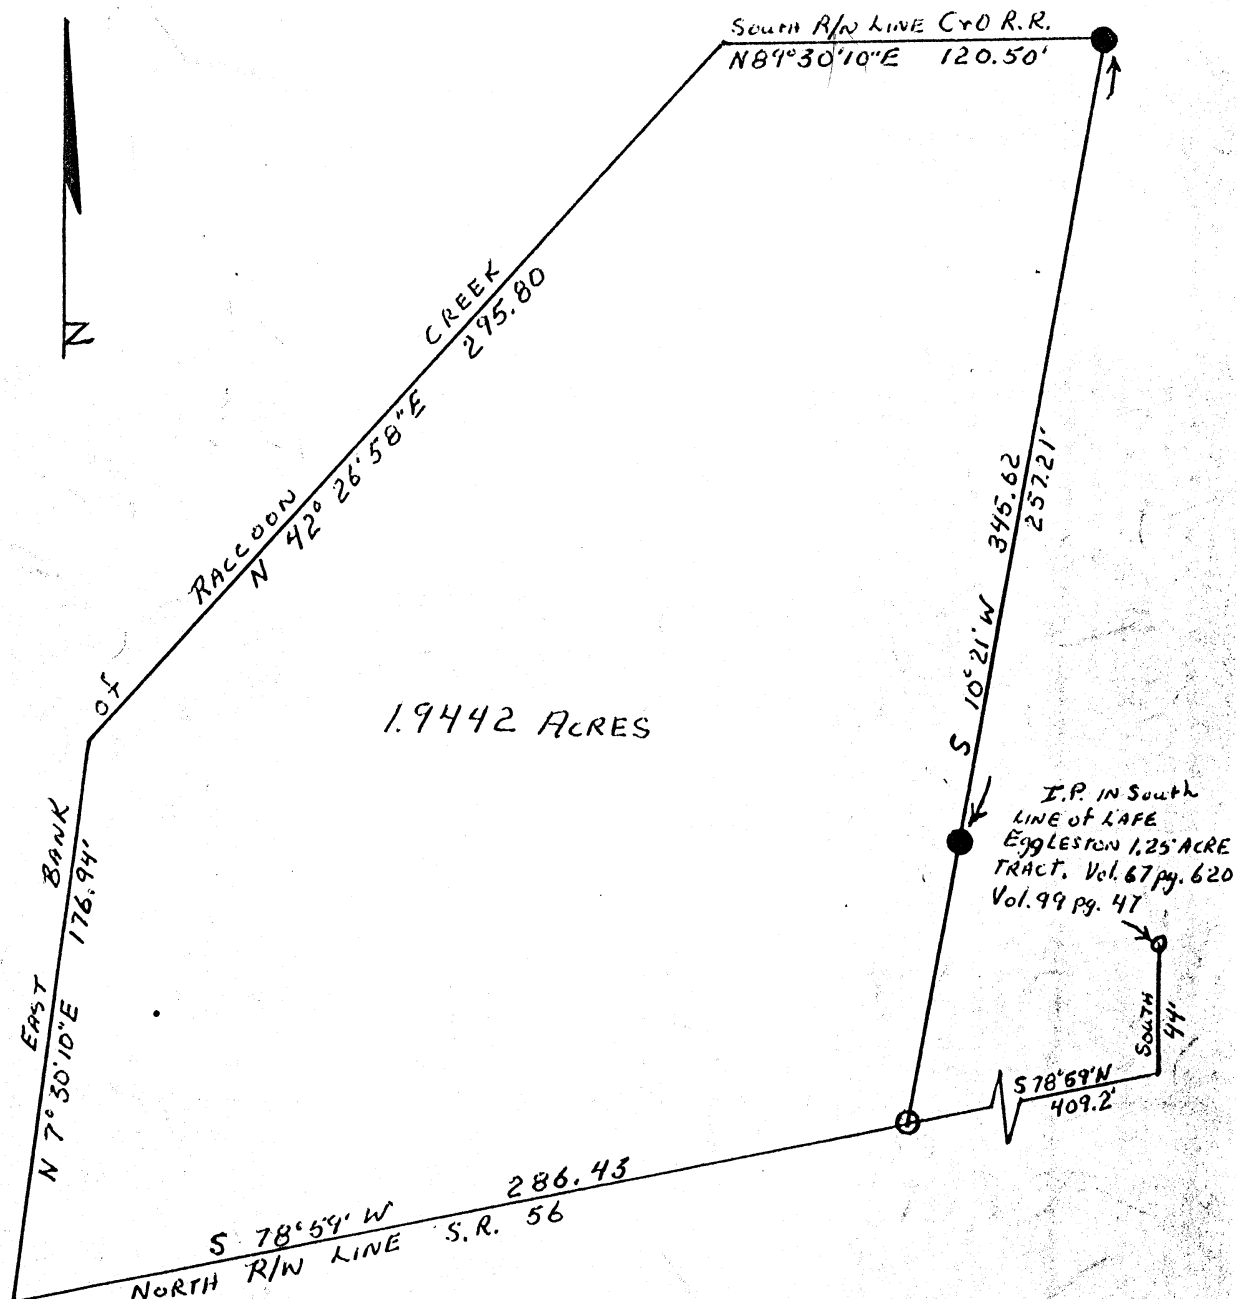 South R/W LINE C&O R.R.
N89°30'10"E 120.50'
N
CREEK
295.80
RACCOON
N 42° 26' 58" E
of
345.62
257.21'
S 10° 21' W
1.9442 ACRES
I.P. IN South
LINE of LAFE
EggLESTON 1.25 ACRE
TRACT. Vol. 67 pg. 620
Vol. 99 pg. 47
EAST BANK
N 7° 30' 10" E 176.94'
SOUTH
44'
S 78° 59' W
409.2'
S 78° 59' W 286.43
NORTH R/W LINE S.R. 56